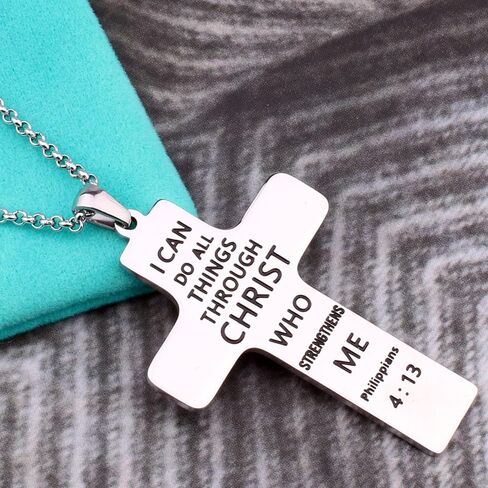 I CAN
DO ALL
THINGS
THROUGH
CHRIST
WHO
STRENGTHENS
ME
Philippians
4:13